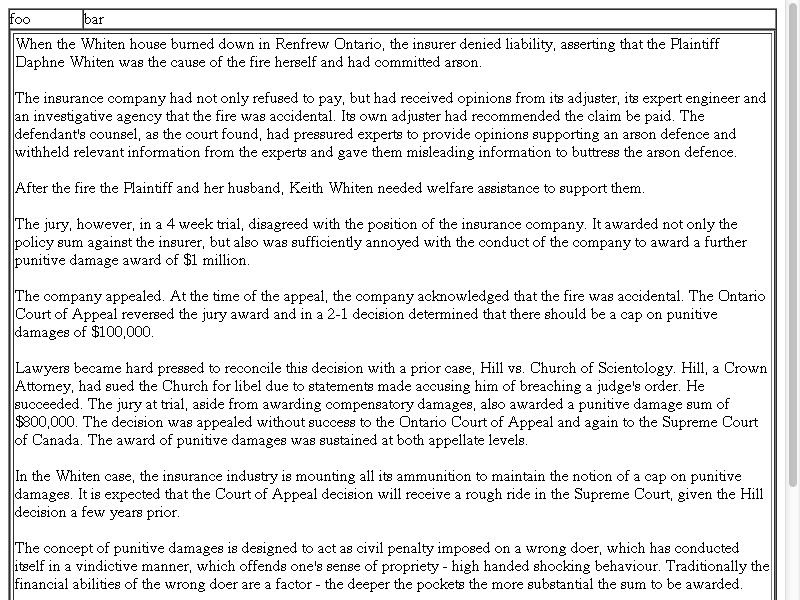 foo bar
When the Whiten house burned down in Renfrew Ontario, the insurer denied liability, asserting that the Plaintiff
Daphne Whiten was the cause of the fire herself and had committed arson.
The insurance company had not only refused to pay, but had received opinions from its adjuster, its expert engineer and
an investigative agency that the fire was accidental. Its own adjuster had recommended the claim be paid. The
defendant's counsel, as the court found, had pressured experts to provide opinions supporting an arson defence and
withheld relevant information from the experts and gave them misleading information to buttress the arson defence.
After the fire the Plaintiff and her husband, Keith Whiten needed welfare assistance to support them.
The jury, however, in a 4 week trial, disagreed with the position of the insurance company. It awarded not only the
policy sum against the insurer, but also was sufficiently annoyed with the conduct of the company to award a further
punitive damage award of $1 million.
The company appealed. At the time of the appeal, the company acknowledged that the fire was accidental. The Ontario
Court of Appeal reversed the jury award and in a 2-1 decision determined that there should be a cap on punitive
damages of $100,000.
Lawyers became hard pressed to reconcile this decision with a prior case, Hill vs. Church of Scientology. Hill, a Crown
Attorney, had sued the Church for libel due to statements made accusing him of breaching a judge's order. He
succeeded. The jury at trial, aside from awarding compensatory damages, also awarded a punitive damage sum of
$800,000. The decision was appealed without success to the Ontario Court of Appeal and again to the Supreme Court
of Canada. The award of punitive damages was sustained at both appellate levels.
In the Whiten case, the insurance industry is mounting all its ammunition to maintain the notion of a cap on punitive
damages. It is expected that the Court of Appeal decision will receive a rough ride in the Supreme Court, given the Hill
decision a few years prior.
The concept of punitive damages is designed to act as civil penalty imposed on a wrong doer, which has conducted
itself in a vindictive manner, which offends one's sense of propriety - high handed shocking behaviour. Traditionally the
financial abilities of the wrong doer are a factor - the deeper the pockets the more substantial the sum to be awarded.